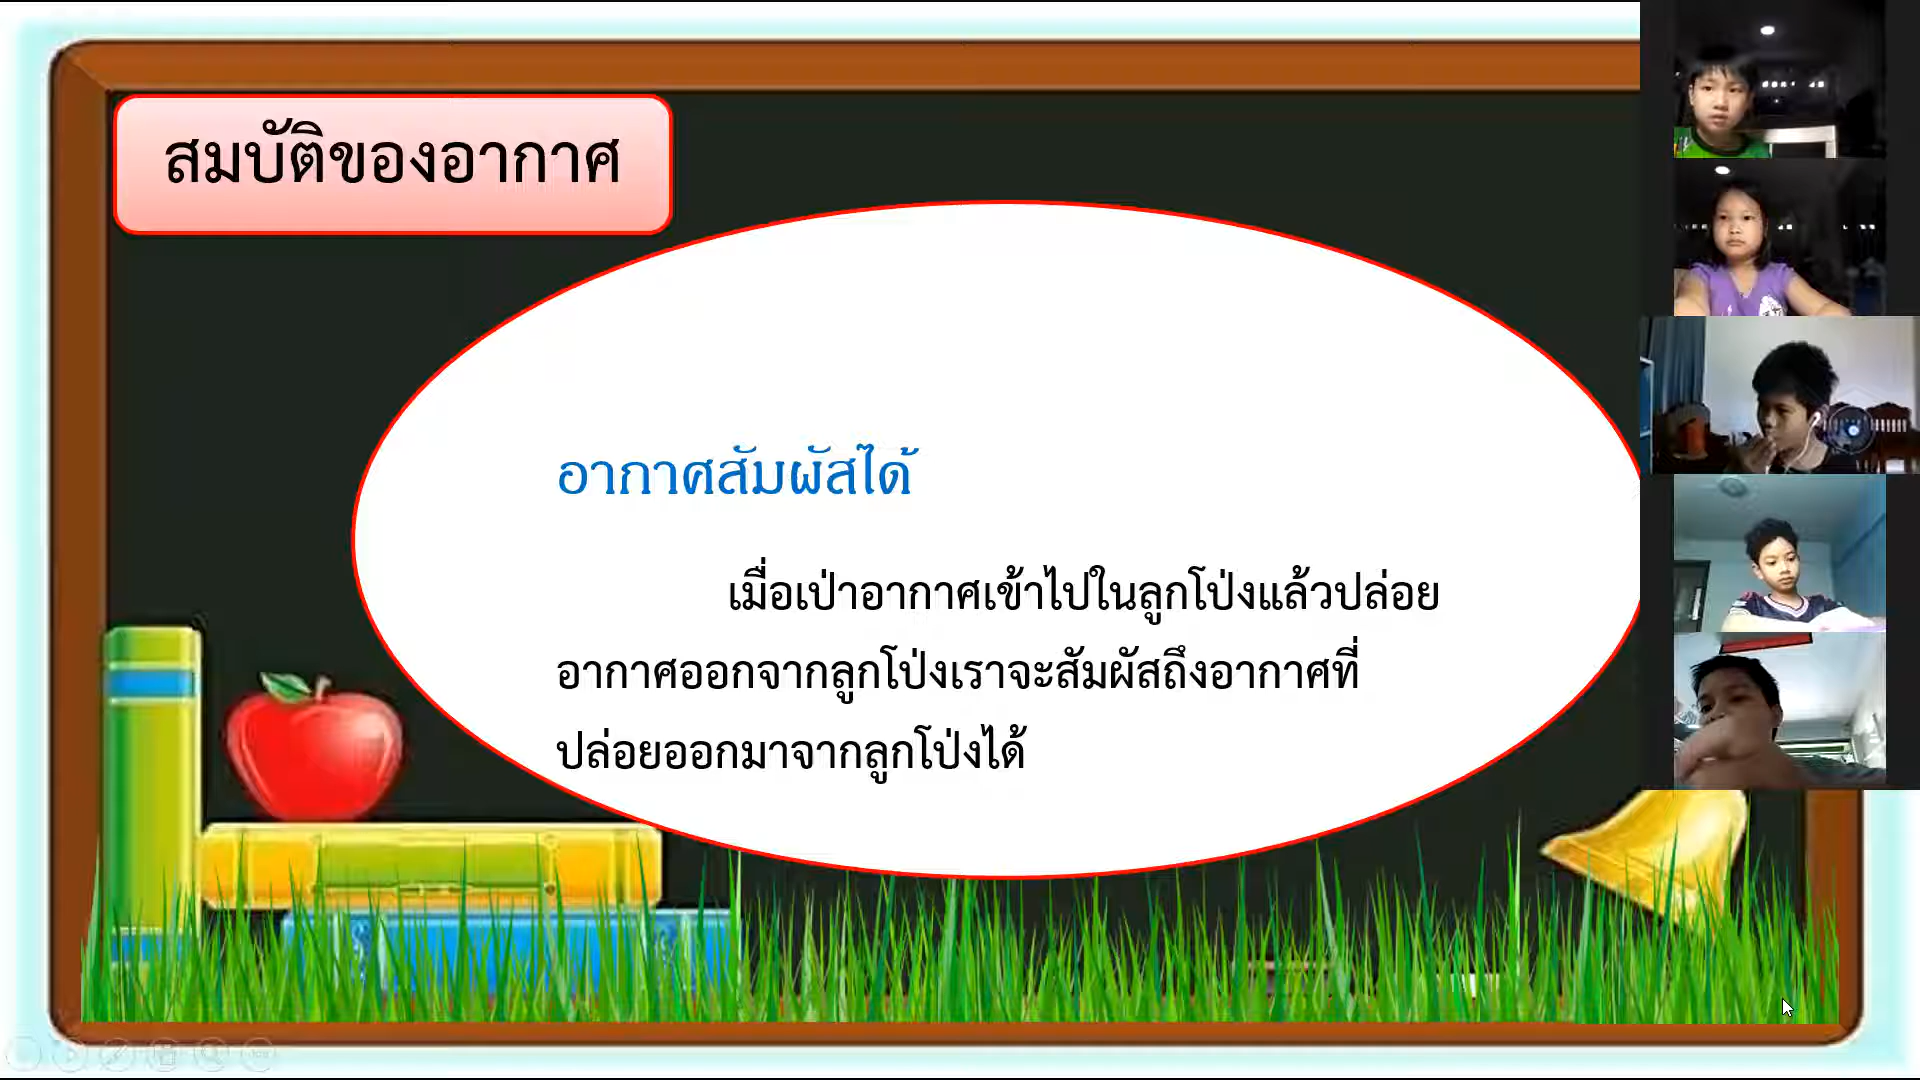 สมบัติของอากาศ
อากาศสัมผัสได้
เมื่อเป่าอากาศเข้าไปในลูกโป่งแล้วปล่อย
อากาศออกจากลูกโป่งเราจะสัมผัสถึงอากาศที่
ปล่อยออกมาจากลูกโป่งได้